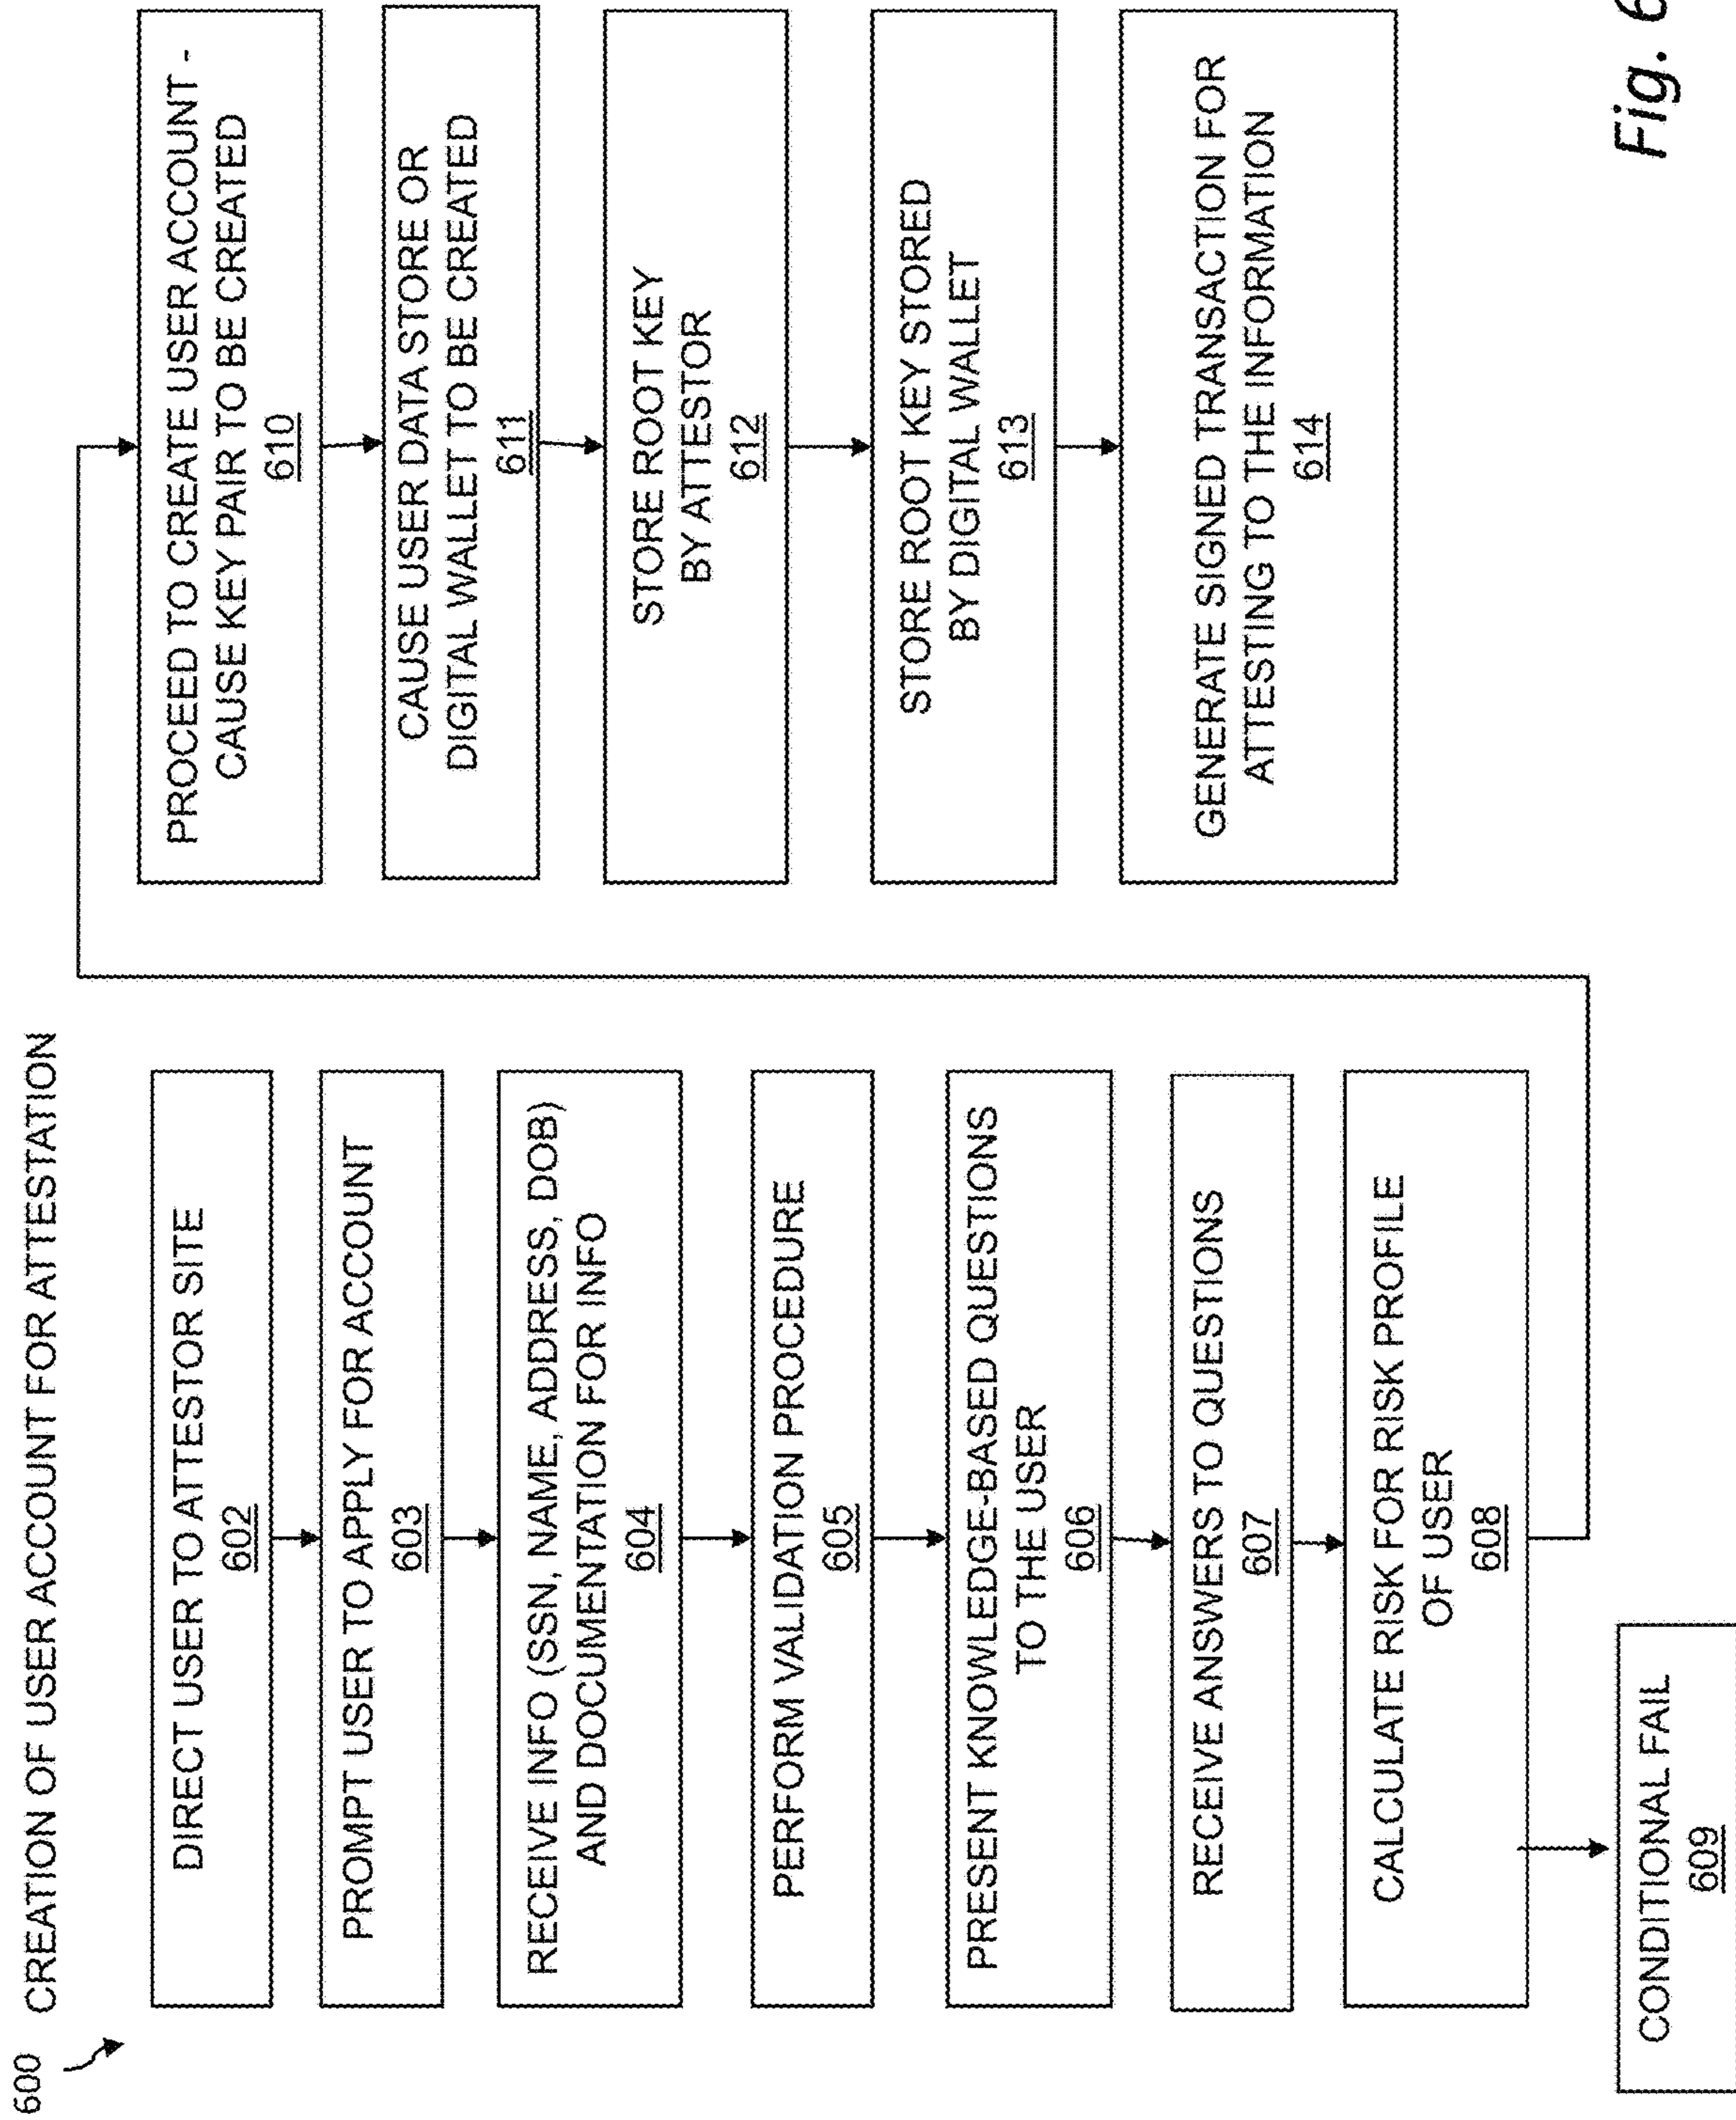 600
CREATION OF USER ACCOUNT FOR ATTESTATION
DIRECT USER TO ATTESTOR SITE
602
PROMPT USER TO APPLY FOR ACCOUNT
603
RECEIVE INFO (SSN, NAME, ADDRESS, DOB)
AND DOCUMENTATION FOR INFO
604
PERFORM VALIDATION PROCEDURE
605
PRESENT KNOWLEDGE-BASED QUESTIONS
TO THE USER
606
RECEIVE ANSWERS TO QUESTIONS
607
CALCULATE RISK FOR RISK PROFILE
OF USER
608
CONDITIONAL FAIL
609
PROCEED TO CREATE USER ACCOUNT -
CAUSE KEY PAIR TO BE CREATED
610
CAUSE USER DATA STORE OR
DIGITAL WALLET TO BE CREATED
611
STORE ROOT KEY
BY ATTESTOR
612
STORE ROOT KEY STORED
BY DIGITAL WALLET
613
GENERATE SIGNED TRANSACTION FOR
ATTESTING TO THE INFORMATION
614
Fig. 6